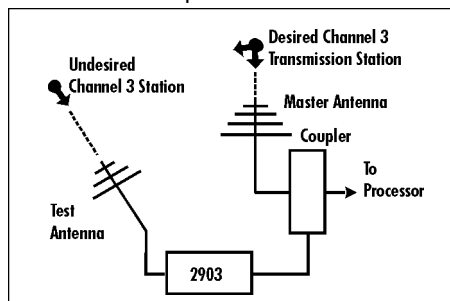 Undesired
Channel 3 Station
Desired Channel 3
Transmission Station
Master Antenna
Coupler
To
Processor
Test
Antenna
2903